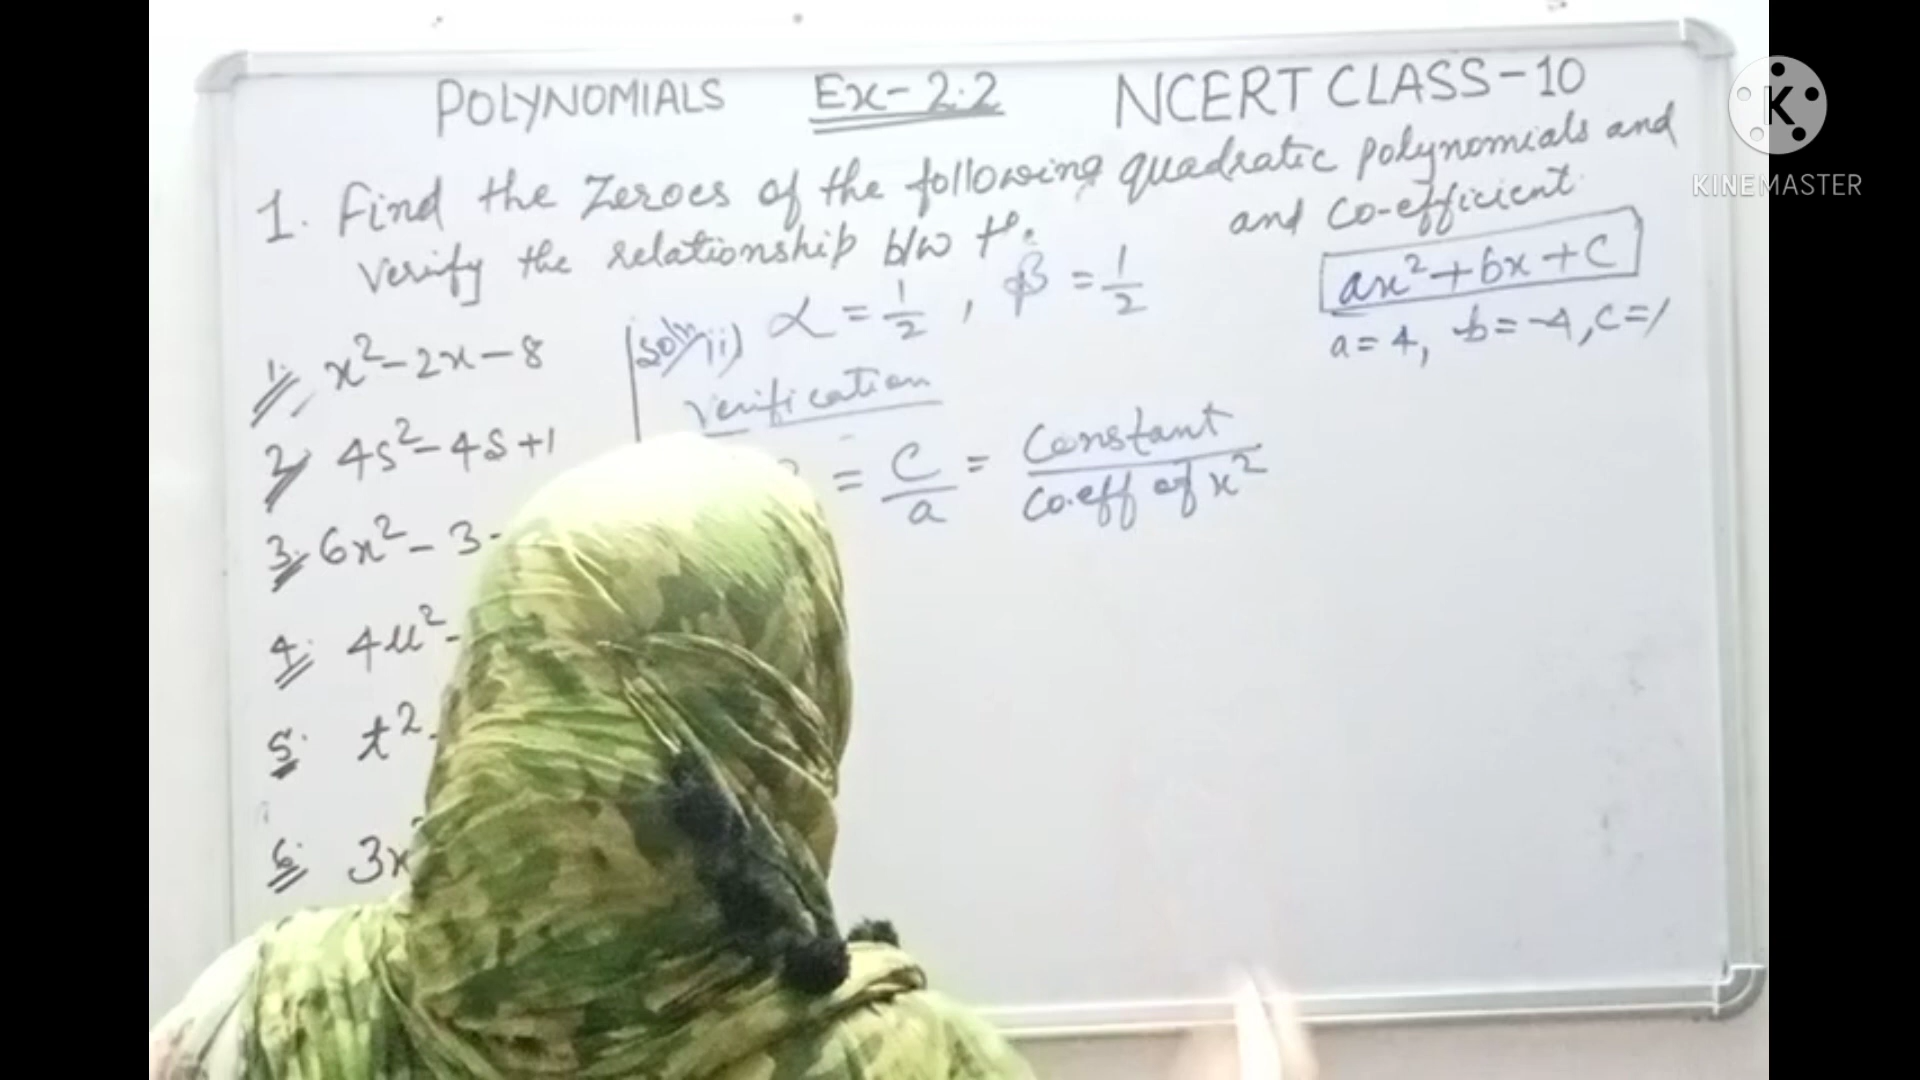 POLYNOMIALS Ex-2.2 NCERT CLASS-10
1. Find the Zeroes of the following quadratic polynomials and
verify the relationship b/w and co-efficient
ax²+bx+c
a=4, b=-4, c=1
Soln ii) α = 1/2, β = 1/2
Verification
= c/a = Constant/Co.eff of x²
1. x²-2x-8
2. 4s²-4s+1
3. 6x²-3-
4. 4u²-
5. t²-
6. 3x
K
KINEMASTER